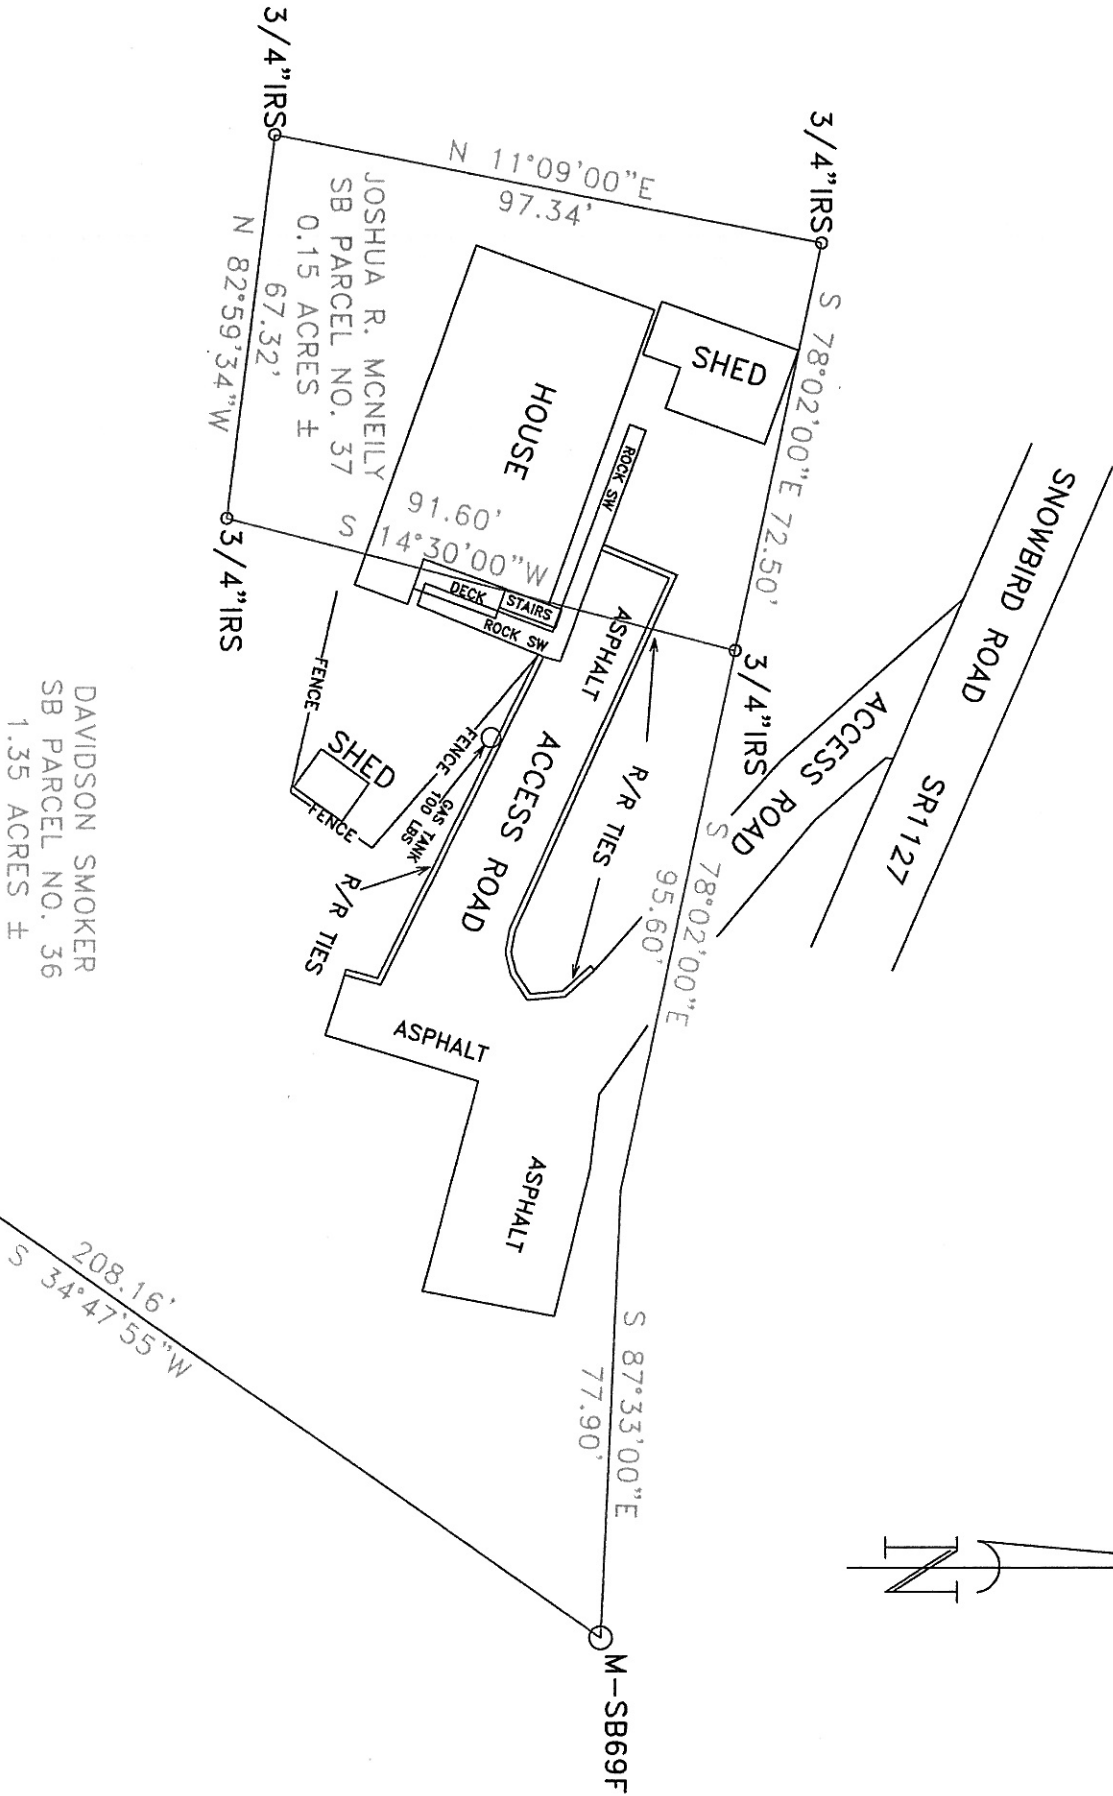 SNOWBIRD ROAD SR1127
ACCESS ROAD
3/4"IRS
S 78°02'00"E 72.50'
3/4"IRS
S 78°02'00"E
95.60'
S 87°33'00"E
77.90'
M-SB69F
N
N 11°09'00"E
97.34'
SHED
HOUSE
ROCK SW
ASPHALT
R/R TIES
ACCESS ROAD
91.60'
S 14°30'00"W
DECK
STAIRS
ROCK SW
JOSHUA R. MCNEILY
SB PARCEL NO. 37
0.15 ACRES ±
67.32'
N 82°59'34"W
3/4"IRS
3/4"IRS
FENCE
SHED
FENCE
FENCE
GAS TANK
100 LBS
R/R TIES
ASPHALT
ASPHALT
DAVIDSON SMOKER
SB PARCEL NO. 36
1.35 ACRES ±
208.16'
S 34°47'55"W